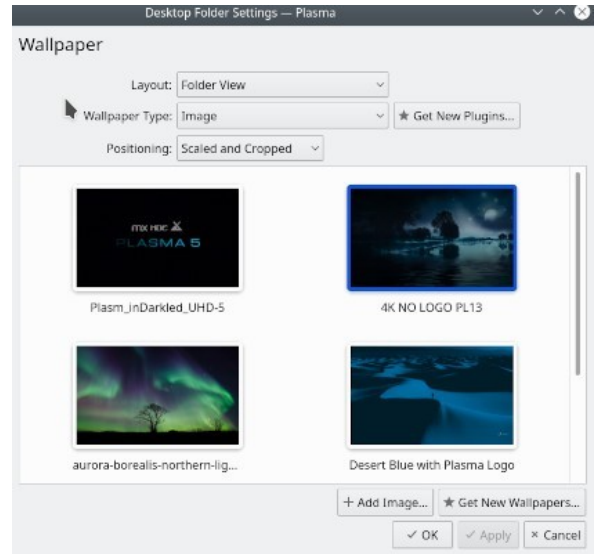 Desktop Folder Settings — Plasma
Wallpaper
Layout: Folder View
Wallpaper Type: Image ★ Get New Plugins...
Positioning: Scaled and Cropped
PLASMA 5
Plasm_inDarkled_UHD-5 4K NO LOGO PL13
aurora-borealis-northern-lig... Desert Blue with Plasma Logo
+ Add Image... ★ Get New Wallpapers...
✓ OK ✓ Apply × Cancel